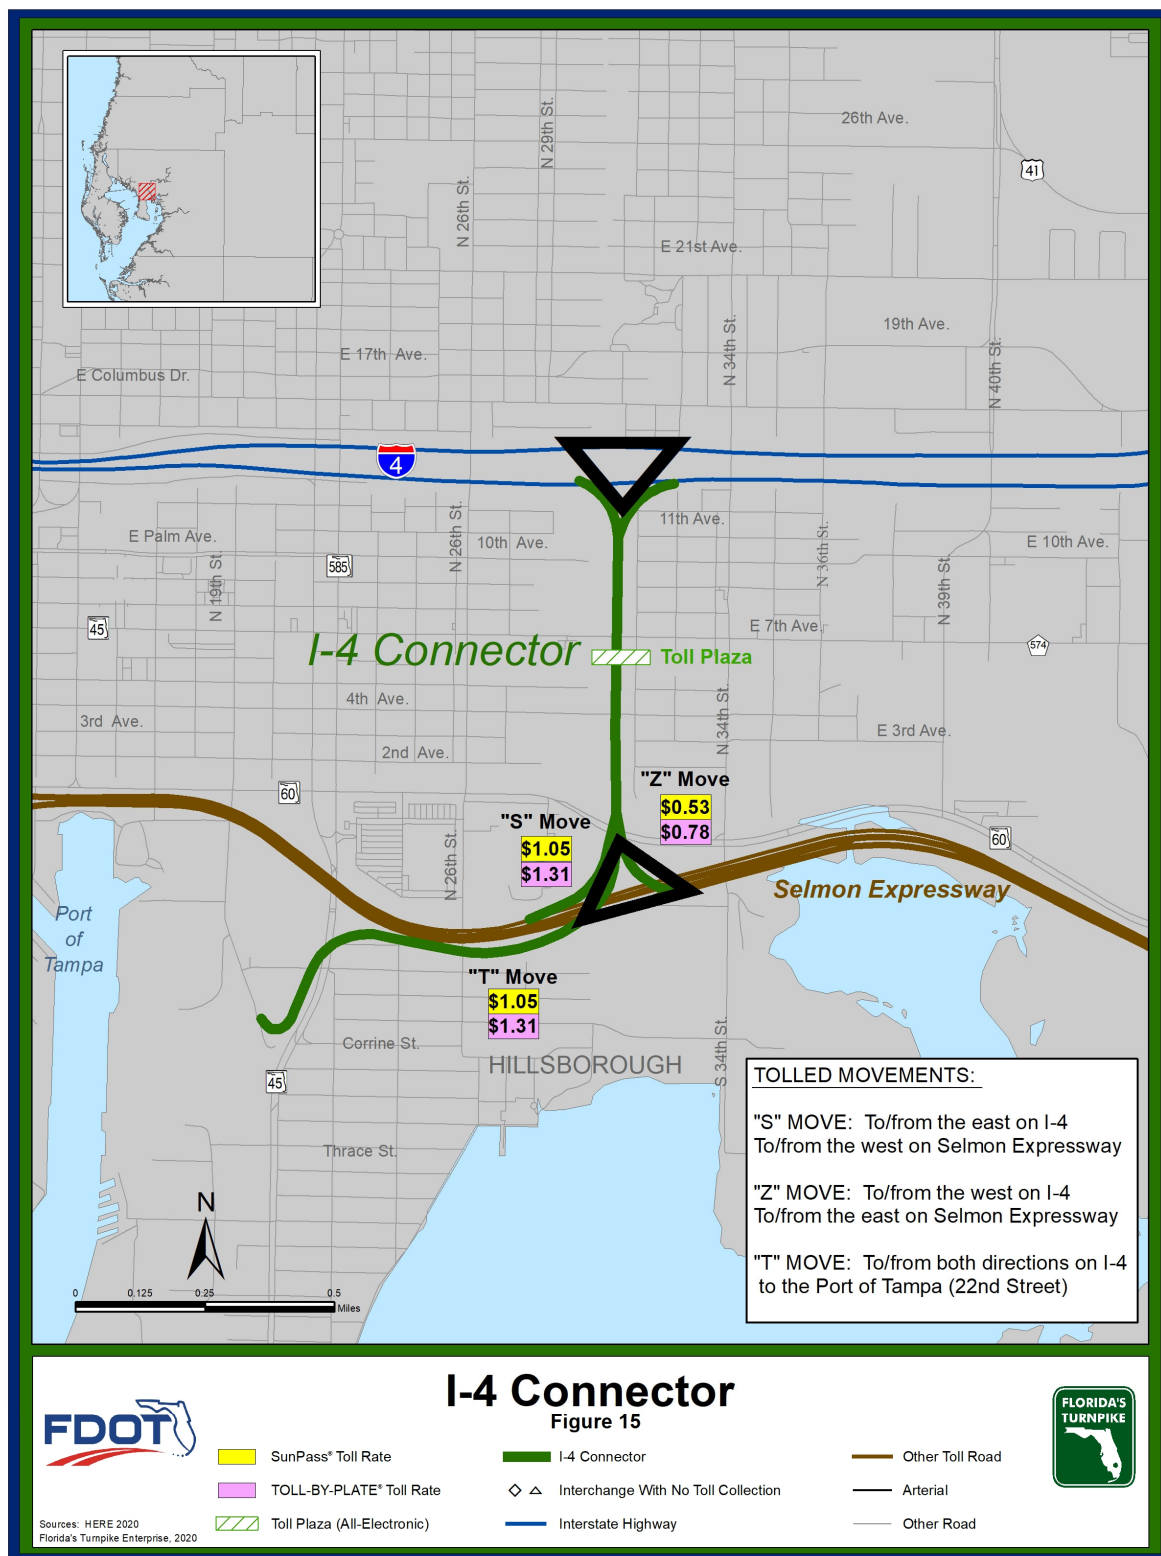 26th Ave.
N 29th St.
41
N 26th St.
E 21st Ave.
19th Ave.
N 34th St.
N 40th St.
E 17th  Ave.
E Columbus Dr.
4
11th Ave.
N 26th St.
E Palm Ave.
10th  Ave.
N 36th St.
E 10th Ave.
585
N 19th St.
N 39th St.
45
E 7th Ave.
I-4 Connector
Toll Plaza
574
4th  Ave.
3rd  Ave.
N 34th St.
E 3rd Ave.
2nd  Ave.
"Z" Move
$0.53
$0.78
60
"S" Move
$1.05
$1.31
60
N 26th St.
Selmon Expressway
Port
of
Tampa
"T" Move
$1.05
$1.31
Corrine St.
HILLSBOROUGH
S 34th St.
45
Thrace St.
TOLLED MOVEMENTS:
"S" MOVE:  To/from the east on I-4
To/from the west on Selmon Expressway
"Z" MOVE:  To/from the west on I-4
To/from the east on Selmon Expressway
"T" MOVE:  To/from both directions on I-4
to the Port of Tampa (22nd Street)
N
0 0.125 0.25 0.5
Miles
I-4 Connector
Figure 15
FDOT
FLORIDA'S
TURNPIKE
SunPass® Toll Rate
I-4 Connector
Other Toll Road
TOLL-BY-PLATE® Toll Rate
Interchange With No Toll Collection
Arterial
Toll Plaza (All-Electronic)
Interstate Highway
Other Road
Sources:  HERE 2020
Florida's Turnpike Enterprise, 2020